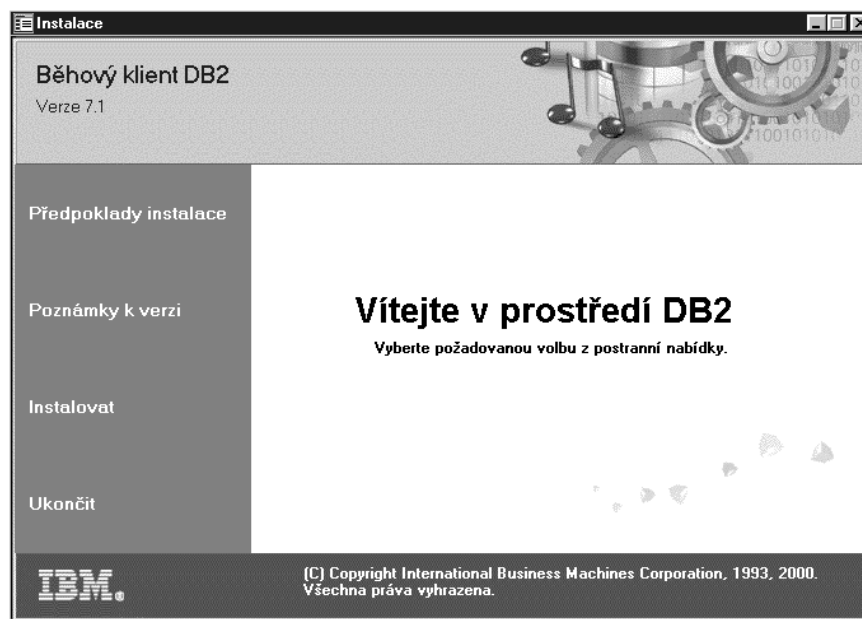 Instalace
Běhový klient DB2
Verze 7.1
Předpoklady instalace
Poznámky k verzi
Instalovat
Ukončit
Vítejte v prostředí DB2
Vyberte požadovanou volbu z postranní nabídky.
IBM.
(C) Copyright International Business Machines Corporation, 1993, 2000.
Všechna práva vyhrazena.